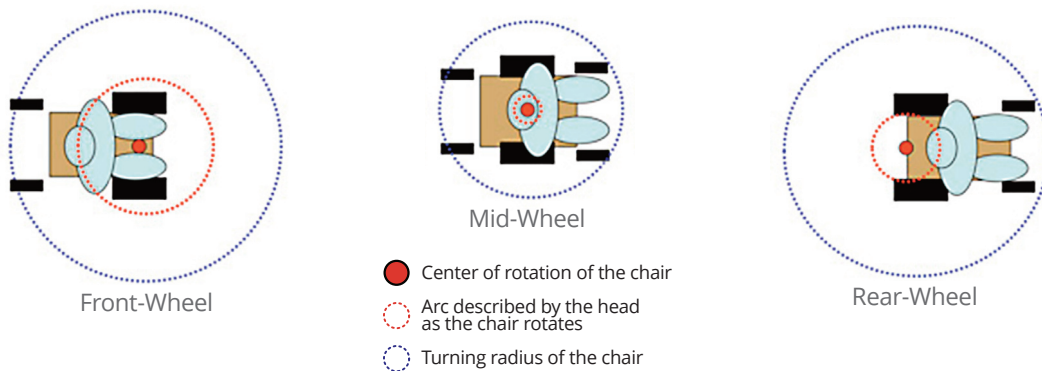 Front-Wheel
Mid-Wheel
Rear-Wheel
Center of rotation of the chair
Arc described by the head
as the chair rotates
Turning radius of the chair